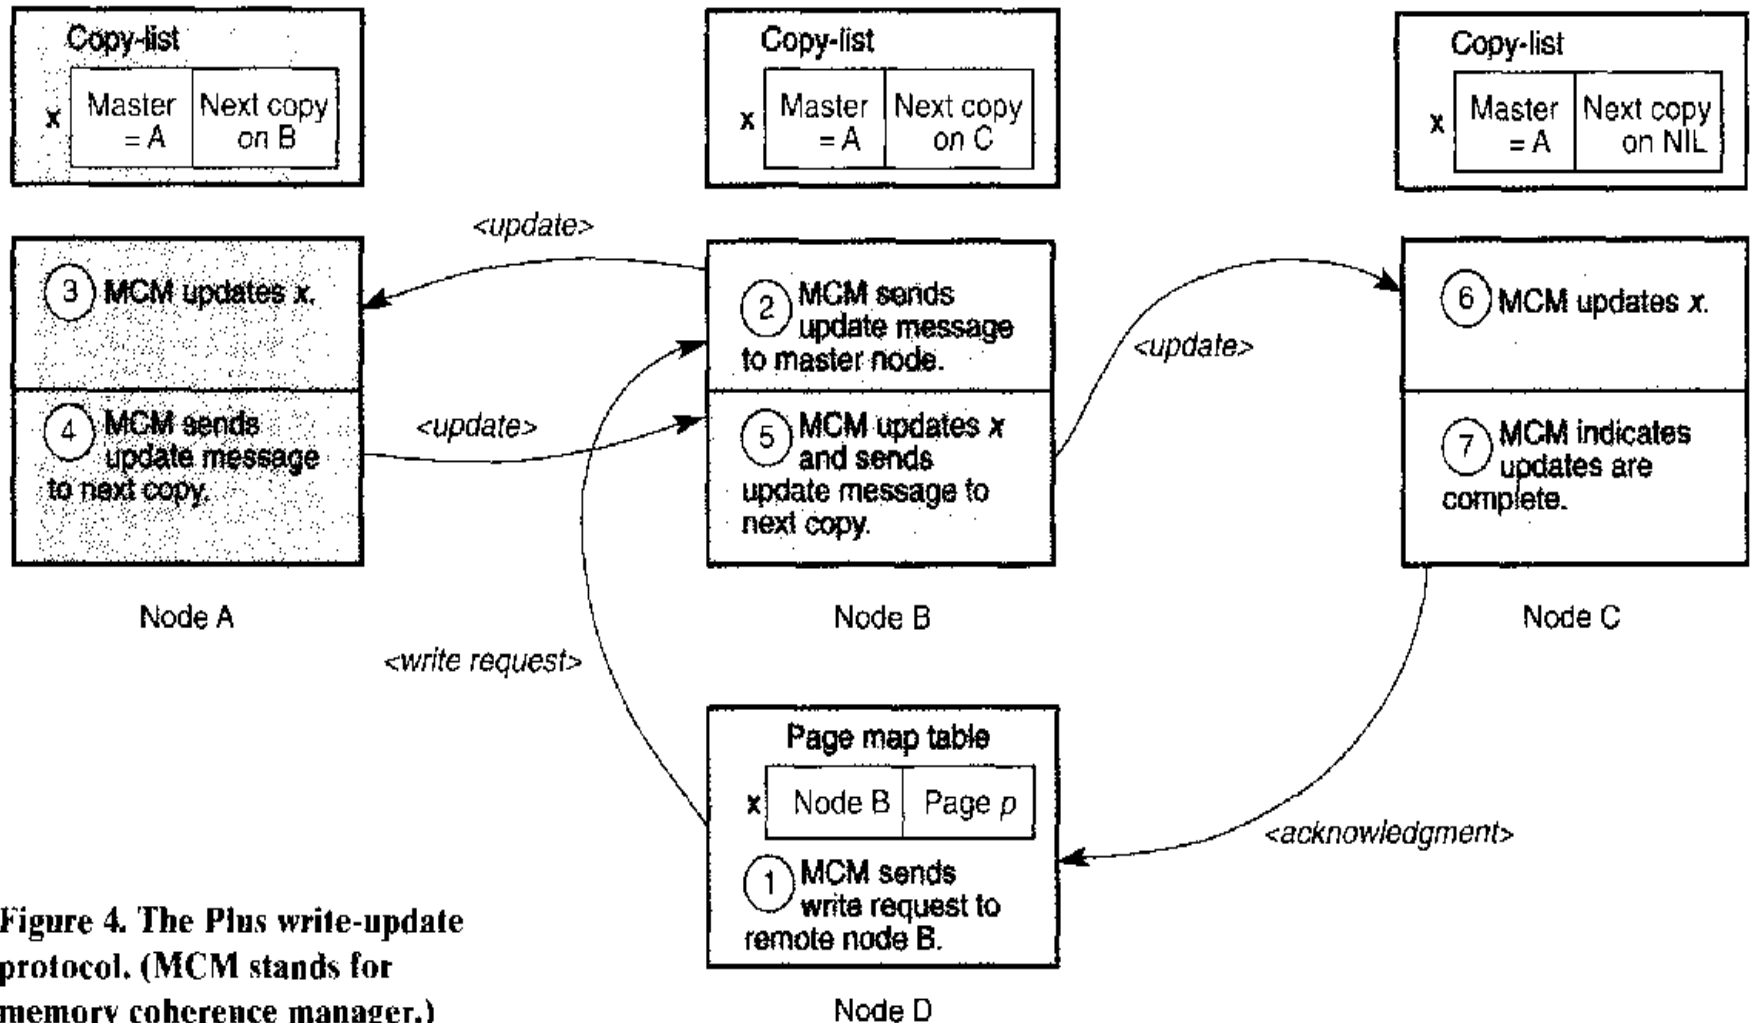 Copy-list
x
Master
= A
Next copy
on B
Copy-list
x
Master
= A
Next copy
on C
Copy-list
x
Master
= A
Next copy
on NIL
<update>
3 MCM updates x.
4 MCM sends
update message
to next copy.
<update>
Node A
2 MCM sends
update message
to master node.
5 MCM updates x
and sends
update message to
next copy.
Node B
<update>
6 MCM updates x.
7 MCM indicates
updates are
complete.
Node C
<write request>
Page map table
x
Node B
Page p
1 MCM sends
write request to
remote node B.
Node D
<acknowledgment>
Figure 4. The Plus write-update
protocol. (MCM stands for
memory coherence manager.)